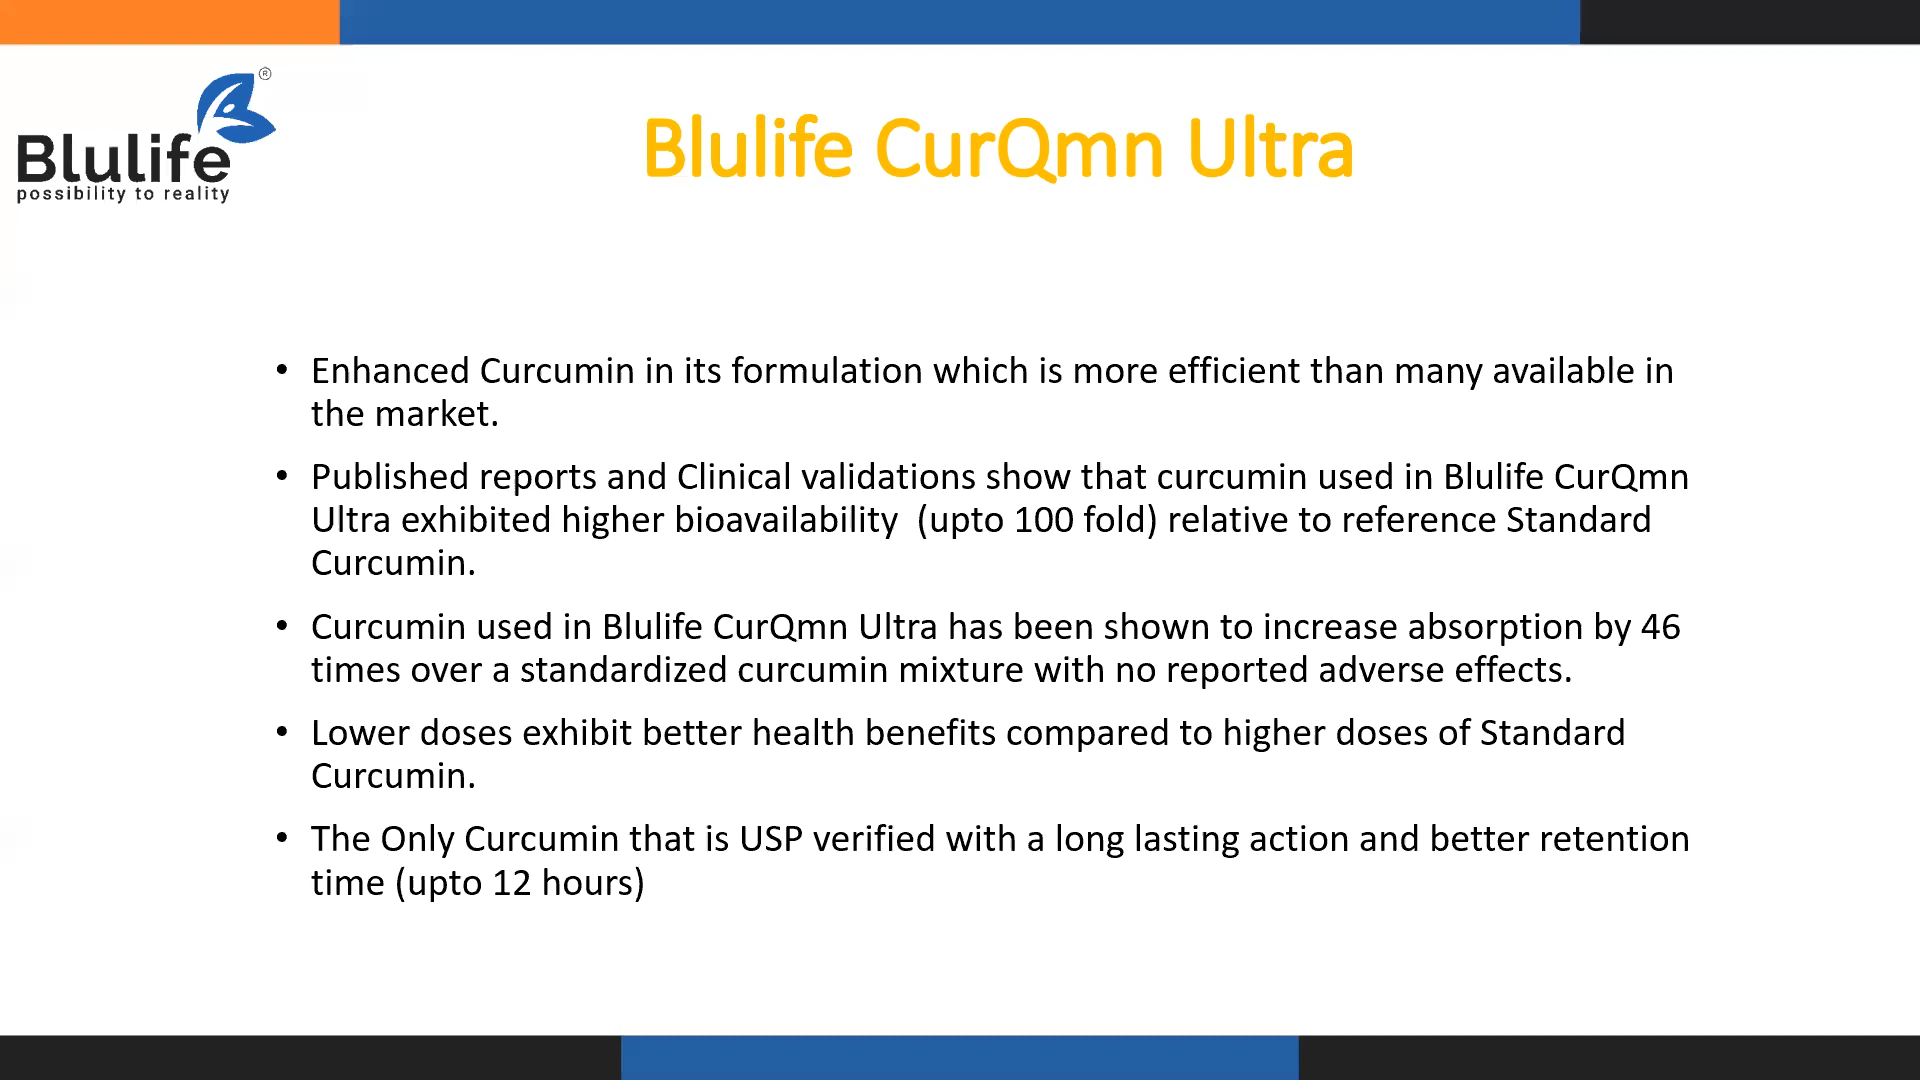 ®
Blulife
possibility to reality
Blulife CurQmn Ultra
• Enhanced Curcumin in its formulation which is more efficient than many available in
the market.
• Published reports and Clinical validations show that curcumin used in Blulife CurQmn
Ultra exhibited higher bioavailability  (upto 100 fold) relative to reference Standard
Curcumin.
• Curcumin used in Blulife CurQmn Ultra has been shown to increase absorption by 46
times over a standardized curcumin mixture with no reported adverse effects.
• Lower doses exhibit better health benefits compared to higher doses of Standard
Curcumin.
• The Only Curcumin that is USP verified with a long lasting action and better retention
time (upto 12 hours)